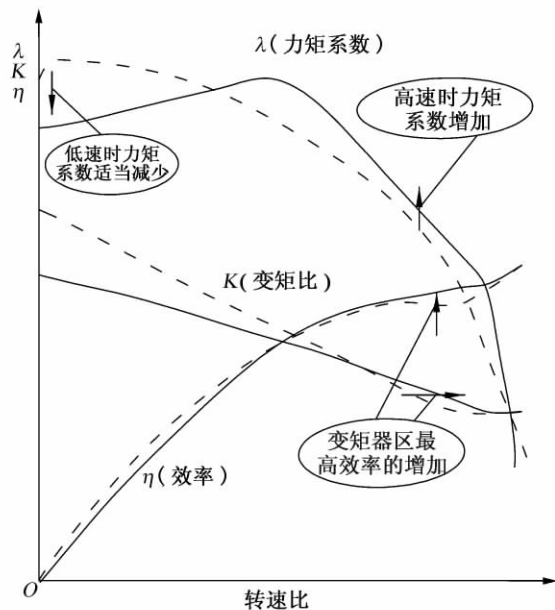 λ
K
η
λ(力矩系数)
高速时力矩
系数增加
低速时力矩
系数适当减少
K(变矩比)
变矩器区最
高效率的增加
η(效率)
O
转速比